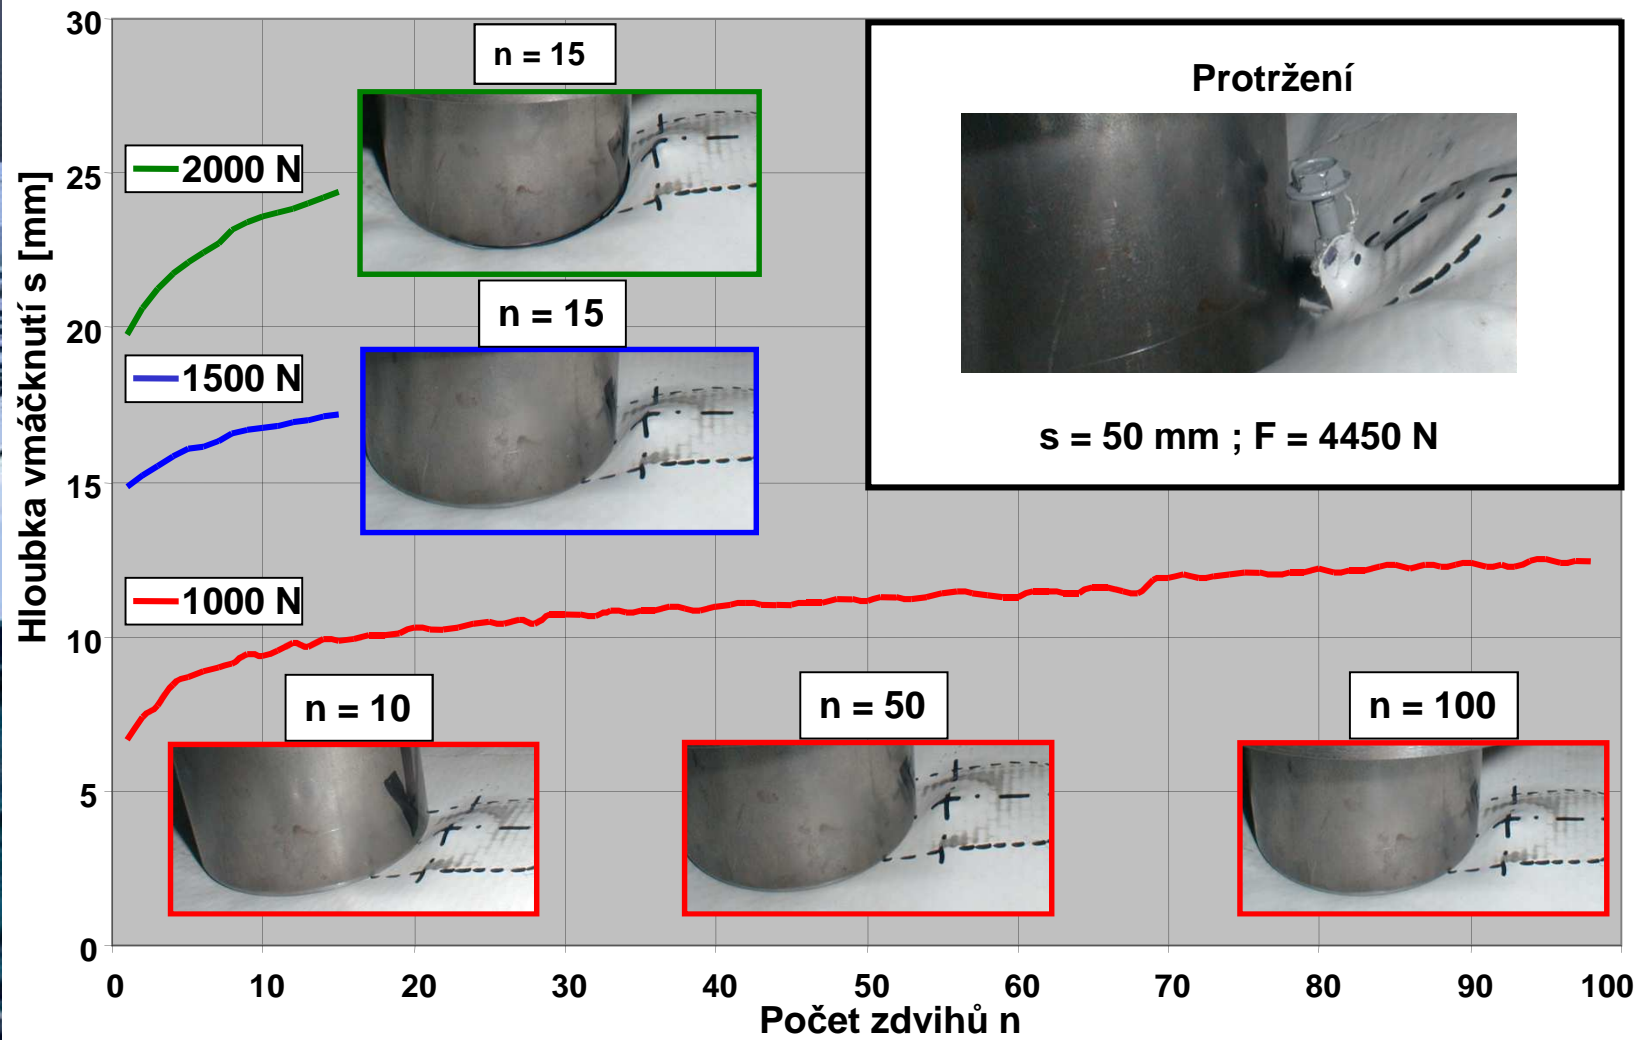 Hloubka vmáčknutí s [mm]
30
25
20
15
10
5
0
n = 15
2000 N
n = 15
1500 N
1000 N
n = 10
n = 50
n = 100
Protržení
s = 50 mm ; F = 4450 N
0 10 20 30 40 50 60 70 80 90 100
Počet zdvihů n